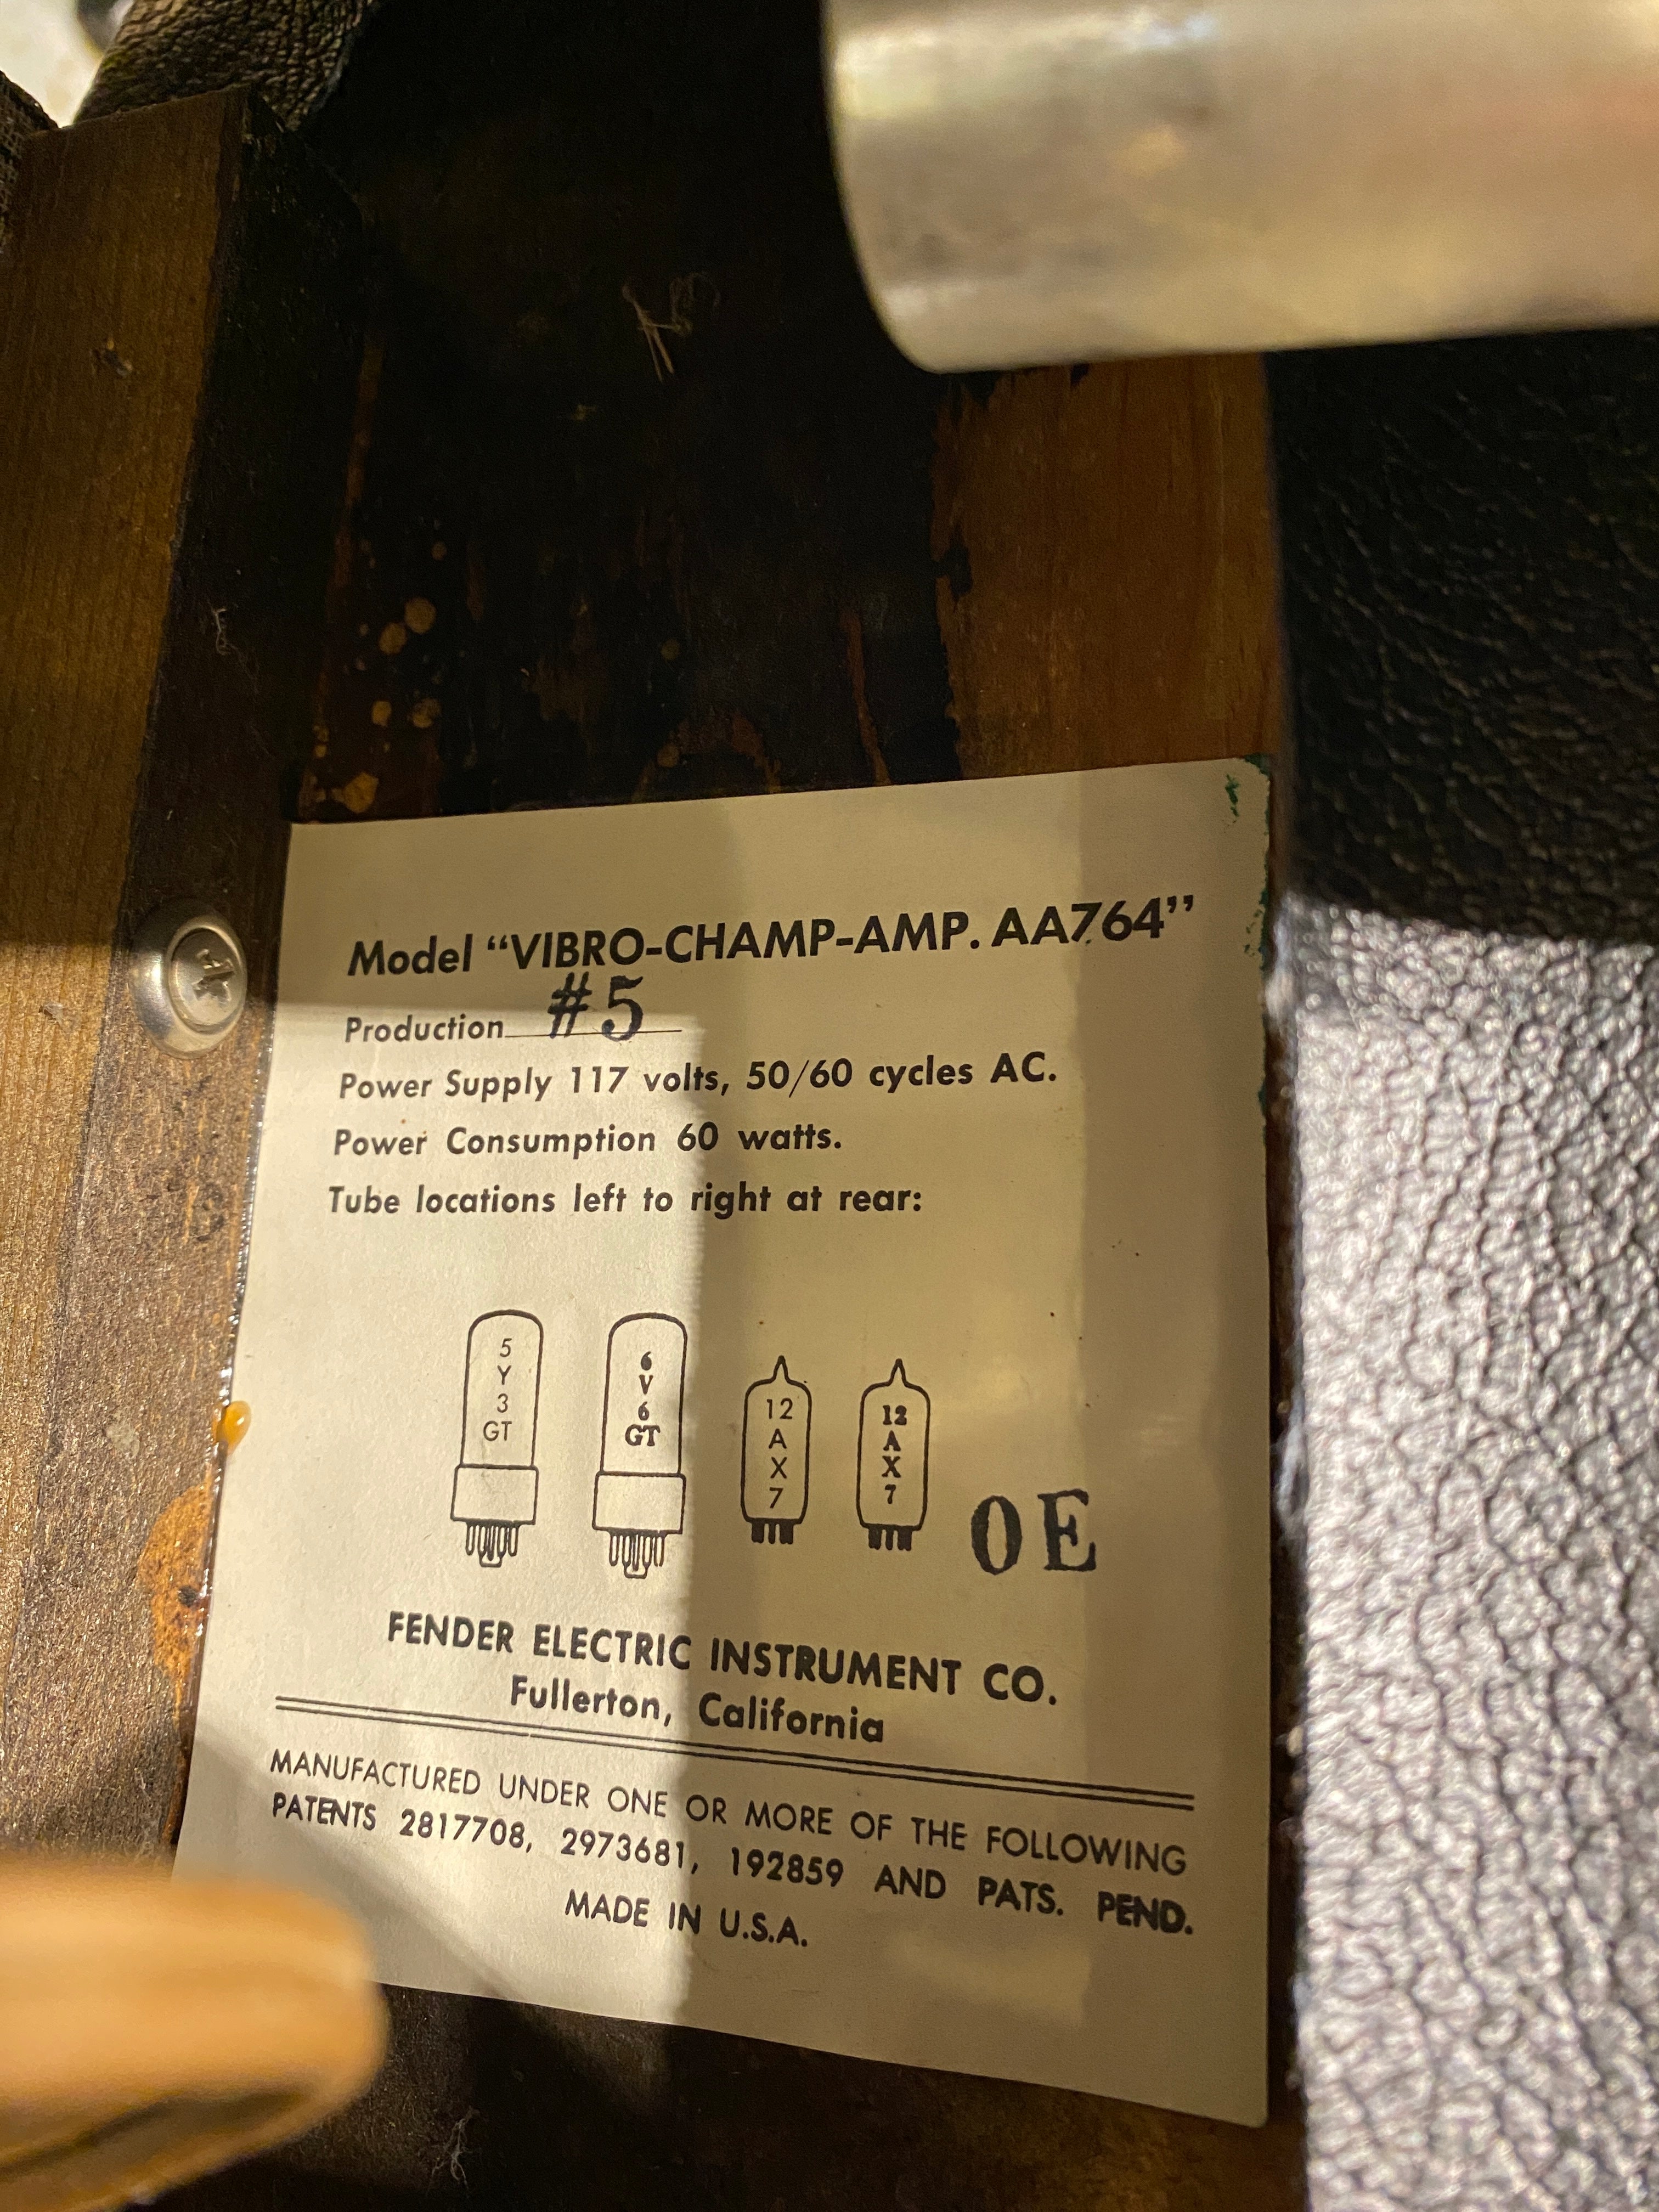 Model “VIBRO-CHAMP-AMP. AA764”
Production #5
Power Supply 117 volts, 50/60 cycles AC.
Power Consumption 60 watts.
Tube locations left to right at rear:
5
Y
3
GT
6
V
6
GT
12
A
X
7
12
A
X
7
OE
FENDER ELECTRIC INSTRUMENT CO.
Fullerton, California
MANUFACTURED UNDER ONE OR MORE OF THE FOLLOWING
PATENTS 2817708, 2973681, 192859 AND PATS. PEND.
MADE IN U.S.A.